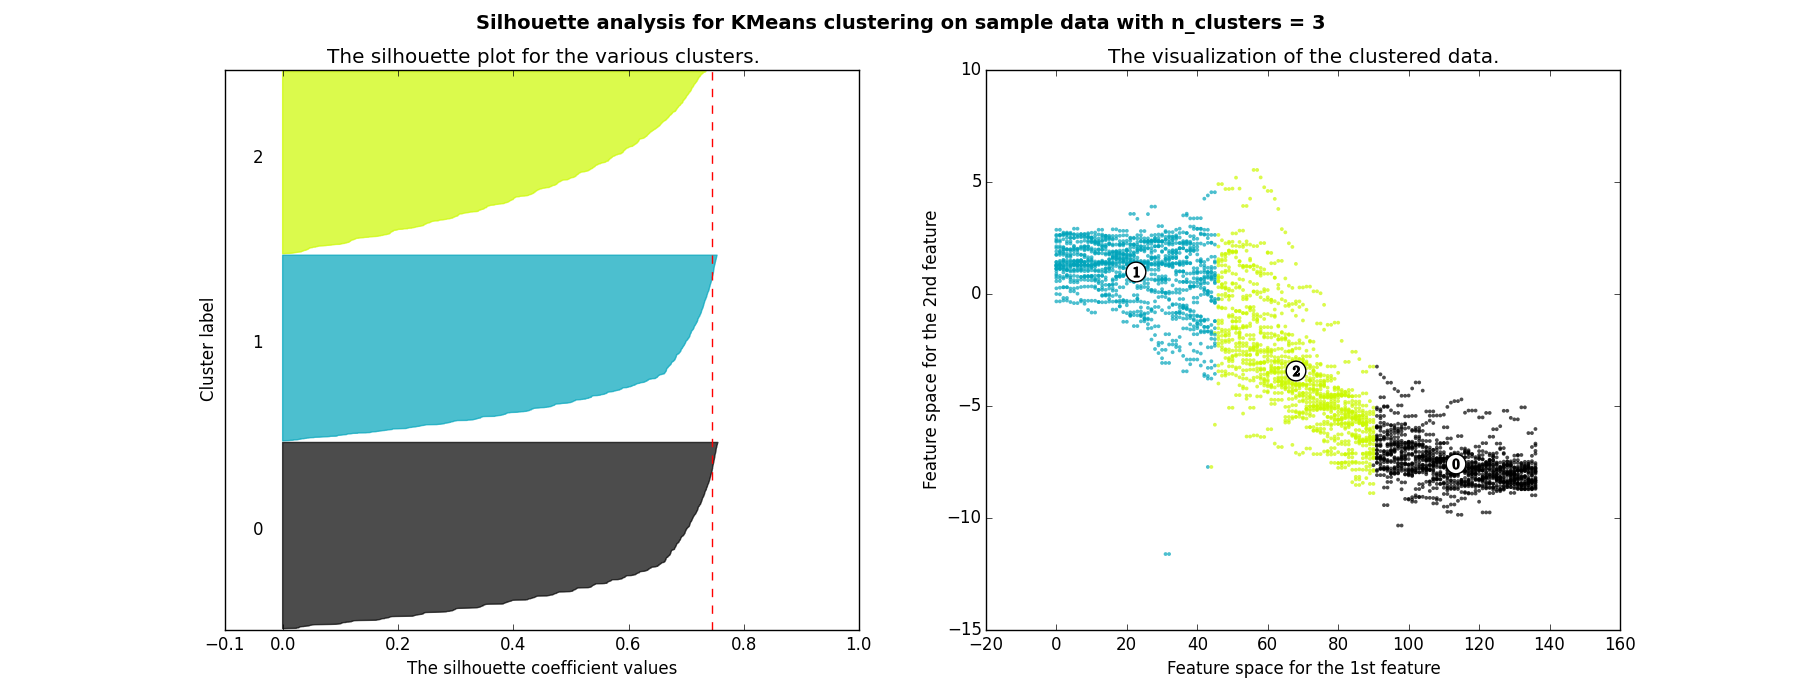 Silhouette analysis for KMeans clustering on sample data with n_clusters = 3
The silhouette plot for the various clusters.
Cluster label
2
1
0
−0.1 0.0 0.2 0.4 0.6 0.8 1.0
The silhouette coefficient values
The visualization of the clustered data.
Feature space for the 2nd feature
10
5
0
−5
−10
−15
1
2
0
−20 0 20 40 60 80 100 120 140 160
Feature space for the 1st feature